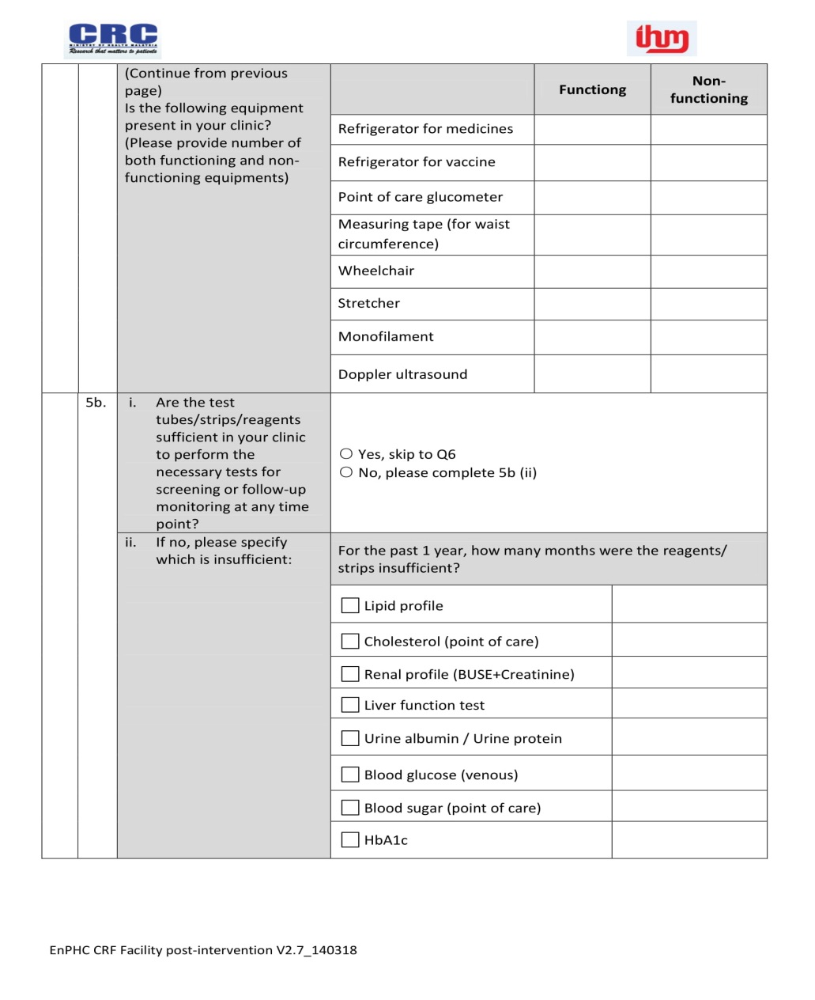 CRC
MINISTRY OF HEALTH MALAYSIA
Research that matters to patients
ihm
(Continue from previous
page)
Is the following equipment
present in your clinic?
(Please provide number of
both functioning and non-
functioning equipments)
Functiong
Non-
functioning
Refrigerator for medicines
Refrigerator for vaccine
Point of care glucometer
Measuring tape (for waist
circumference)
Wheelchair
Stretcher
Monofilament
Doppler ultrasound
5b.
i. Are the test
tubes/strips/reagents
sufficient in your clinic
to perform the
necessary tests for
screening or follow-up
monitoring at any time
point?
Yes, skip to Q6
No, please complete 5b (ii)
ii. If no, please specify
which is insufficient:
For the past 1 year, how many months were the reagents/
strips insufficient?
Lipid profile
Cholesterol (point of care)
Renal profile (BUSE+Creatinine)
Liver function test
Urine albumin / Urine protein
Blood glucose (venous)
Blood sugar (point of care)
HbA1c
EnPHC CRF Facility post-intervention V2.7_140318